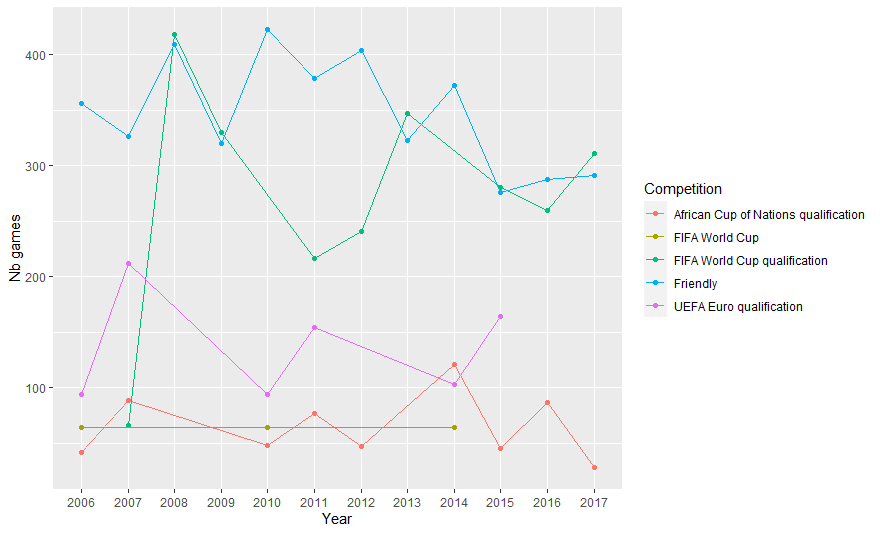 400
300
200
100
Nb games
2006 2007 2008 2009 2010 2011 2012 2013 2014 2015 2016 2017
Year
Competition
African Cup of Nations qualification
FIFA World Cup
FIFA World Cup qualification
Friendly
UEFA Euro qualification